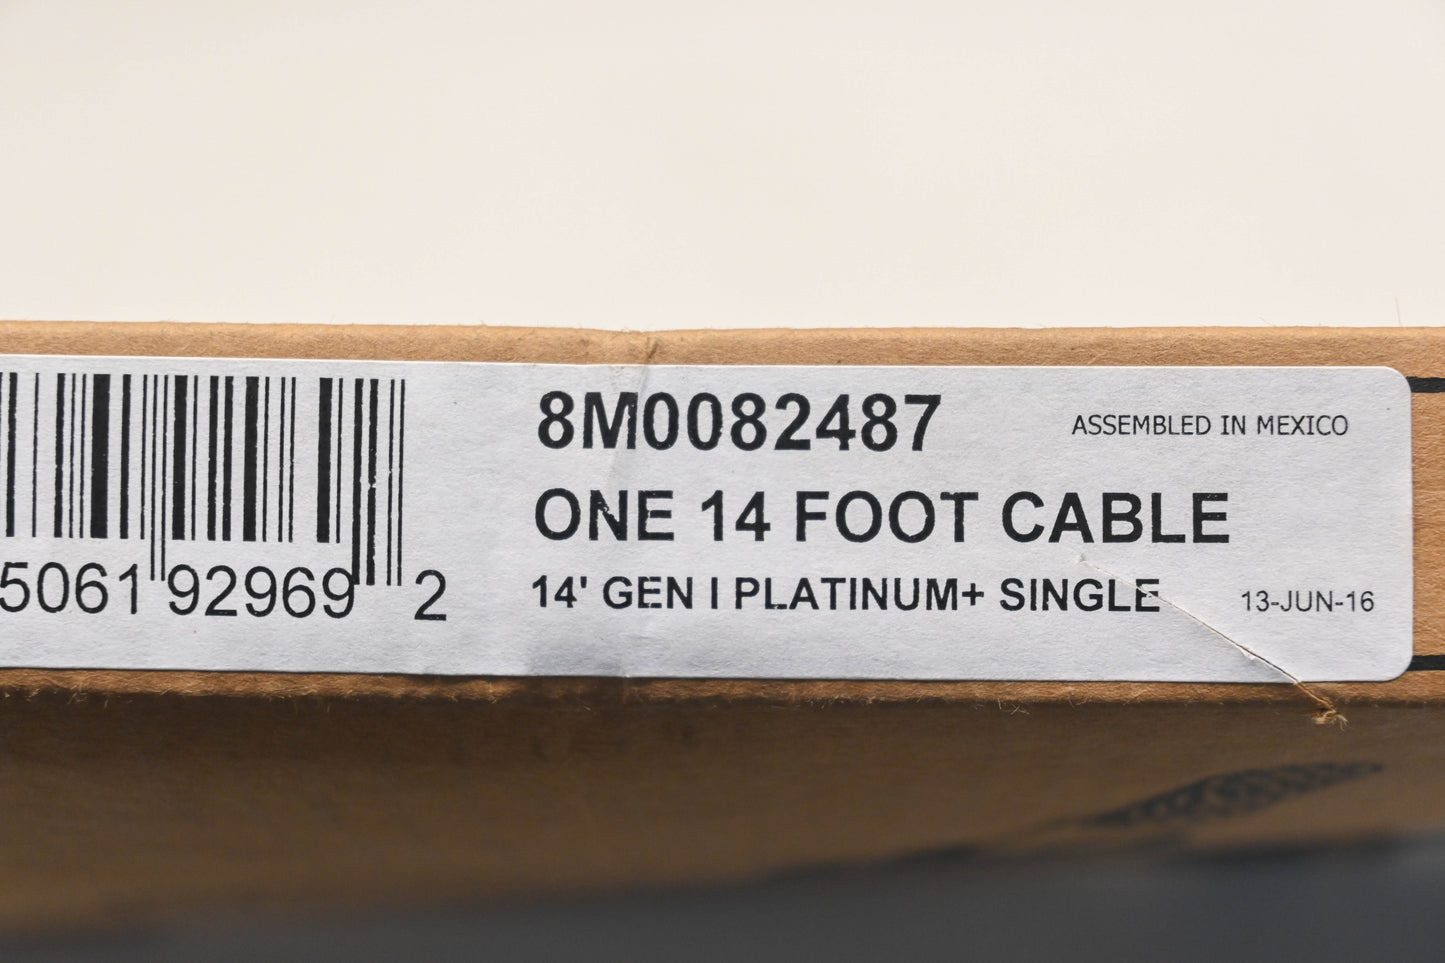 8M0082487
ASSEMBLED IN MEXICO
ONE 14 FOOT CABLE
14' GEN I PLATINUM+ SINGLE
13-JUN-16
5061 92969 2